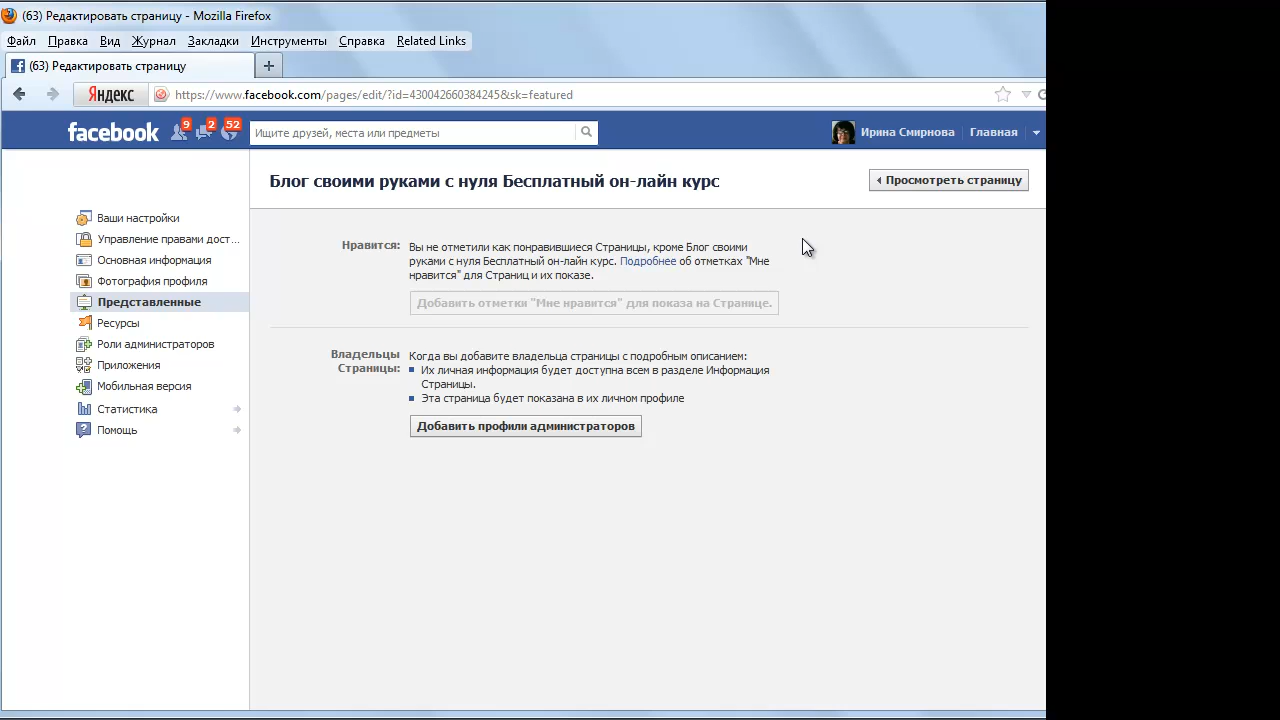 (63) Редактировать страницу - Mozilla Firefox
Файл Правка Вид Журнал Закладки Инструменты Справка Related Links
(63) Редактировать страницу
Яндекс https://www.facebook.com/pages/edit/?id=430042660384245&sk=featured
facebook 9 2 52 Ищите друзей, места или предметы Ирина Смирнова Главная
Блог своими руками с нуля Бесплатный он-лайн курс Просмотреть страницу
Ваши настройки
Управление правами дост...
Основная информация
Фотография профиля
Представленные
Ресурсы
Роли администраторов
Приложения
Мобильная версия
Статистика
Помощь
Нравится: Вы не отметили как понравившиеся Страницы, кроме Блог своими
руками с нуля Бесплатный он-лайн курс. Подробнее об отметках "Мне
нравится" для Страниц и их показе.
Добавить отметки "Мне нравится" для показа на Странице.
Владельцы Страницы: Когда вы добавите владельца страницы с подробным описанием:
Их личная информация будет доступна всем в разделе Информация
Страницы.
Эта страница будет показана в их личном профиле
Добавить профили администраторов